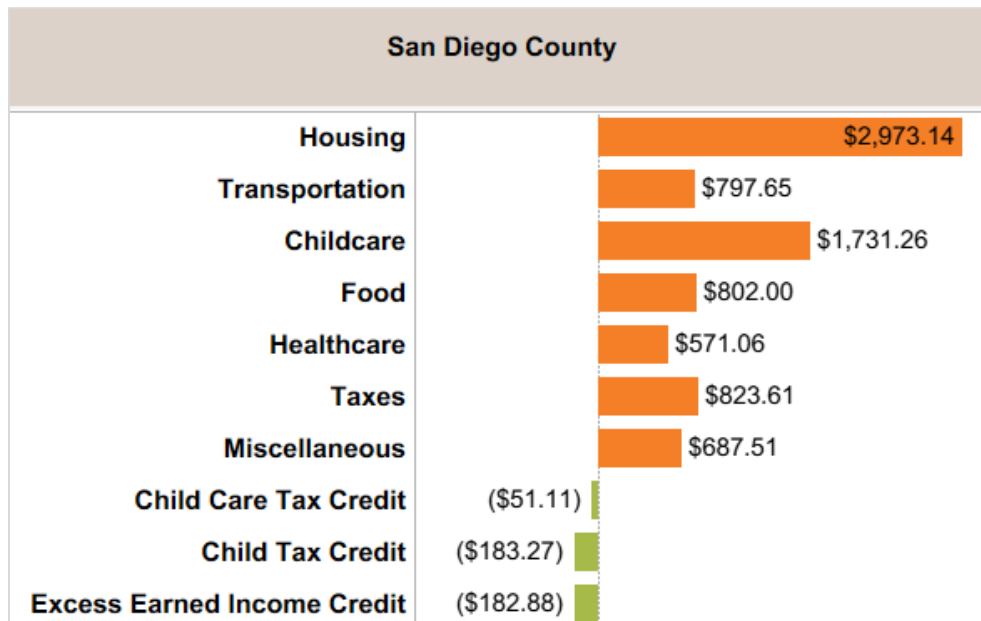 San Diego County
Housing $2,973.14
Transportation $797.65
Childcare $1,731.26
Food $802.00
Healthcare $571.06
Taxes $823.61
Miscellaneous $687.51
Child Care Tax Credit ($51.11)
Child Tax Credit ($183.27)
Excess Earned Income Credit ($182.88)